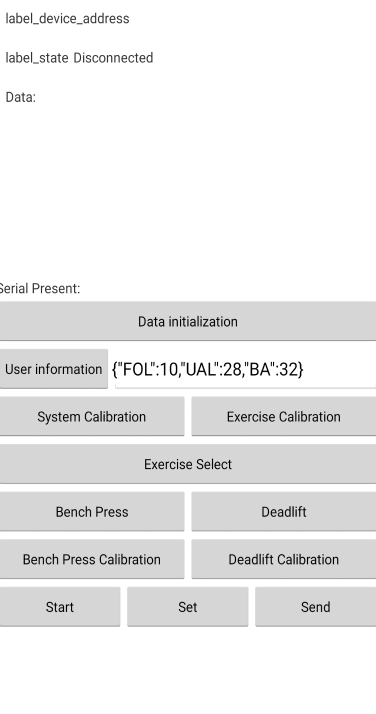 label_device_address
label_state Disconnected
Data:
Serial Present:
Data initialization
User information {"FOL":10,"UAL":28,"BA":32}
System Calibration Exercise Calibration
Exercise Select
Bench Press Deadlift
Bench Press Calibration Deadlift Calibration
Start Set Send